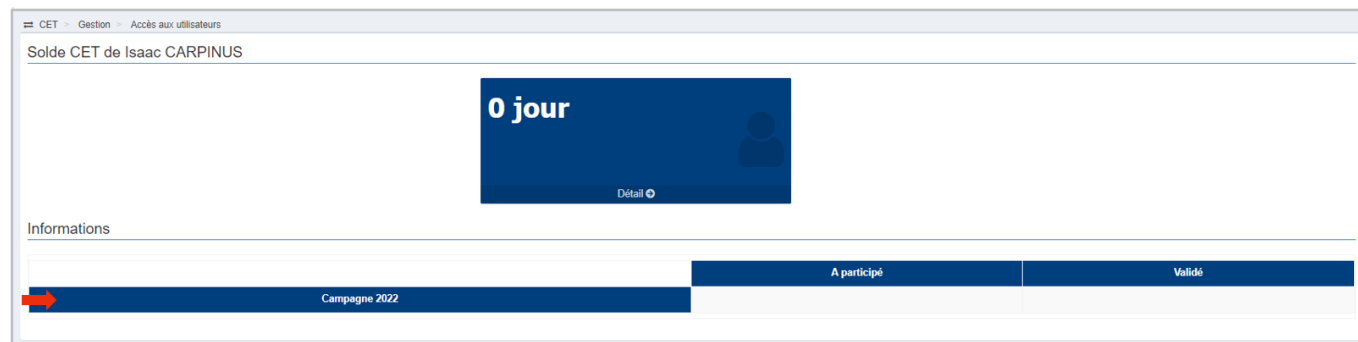 CET > Gestion > Accès aux utilisateurs
Solde CET de Isaac CARPINUS
0 jour
Détail
Informations
A participé Validé
Campagne 2022